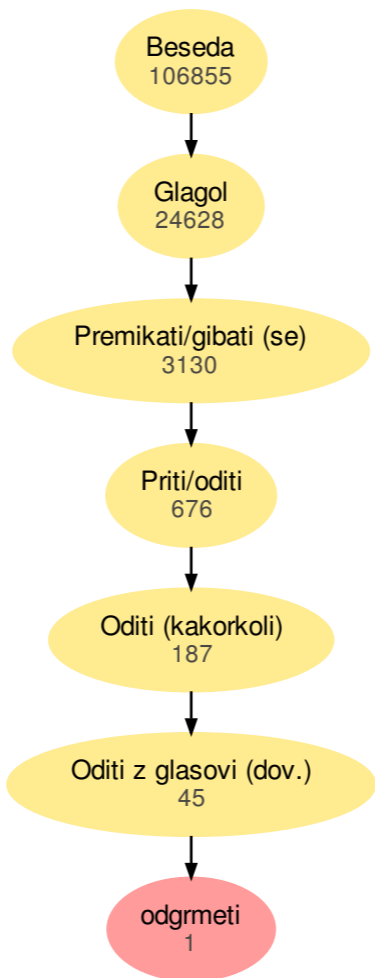 Beseda
106855
Glagol
24628
Premikati/gibati (se)
3130
Priti/oditi
676
Oditi (kakorkoli)
187
Oditi z glasovi (dov.)
45
odgrmeti
1